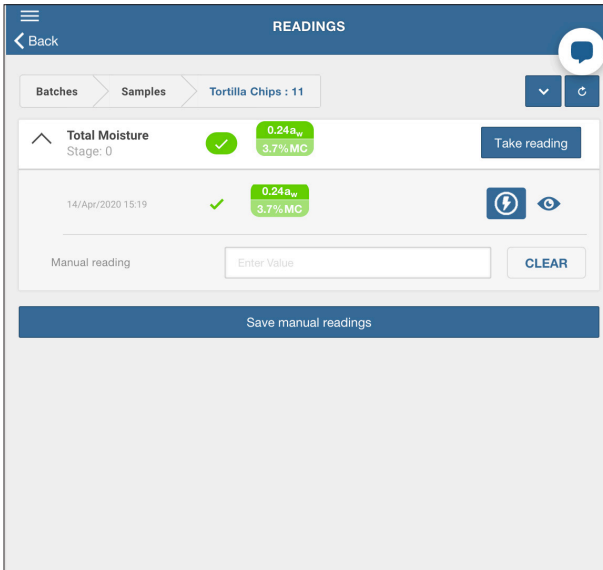 READINGS
Back
Batches Samples Tortilla Chips : 11
Total Moisture
Stage: 0
0.24aw
3.7%MC
Take reading
14/Apr/2020 15:19
0.24aw
3.7%MC
Manual reading Enter Value CLEAR
Save manual readings